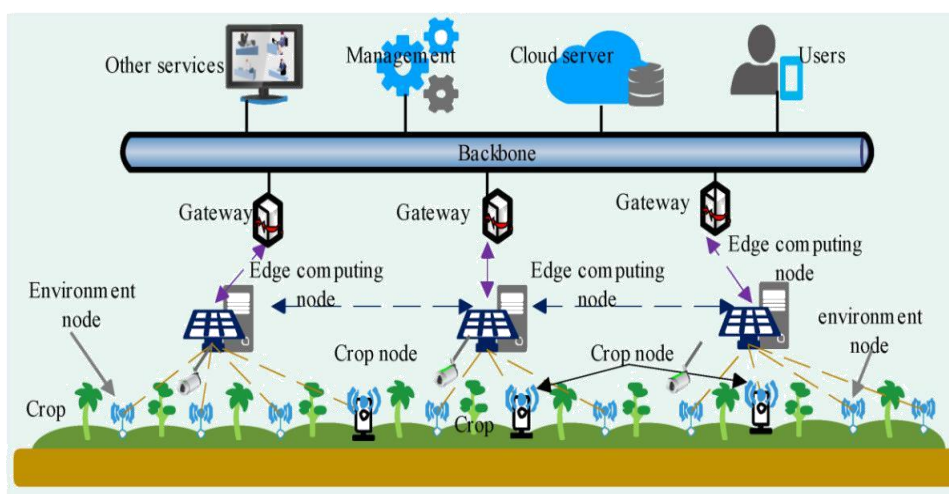 Other services
Management
Cloud server
Users
Backbone
Gateway
Gateway
Gateway
Edge computing
node
Edge computing
node
Edge computing
node
Environment
node
environment
node
Crop node
Crop node
Crop
Crop